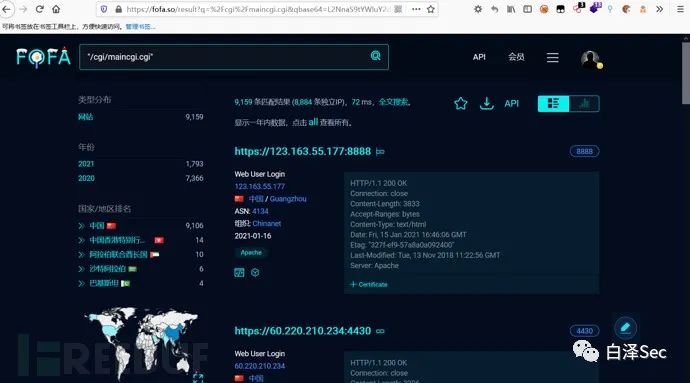 https://fofa.so/result?q=%2Fcgi%2Fmaincgi.cgi&qbase64=L2NnaS9tYWluY2
可将书签放在书签工具栏上，方便快速访问。管理书签...
FOFA
"/cgi/maincgi.cgi"
API
会员
类型分布
网站 9,159
年份
2021 1,793
2020 7,366
国家/地区排名
中国 9,106
中国香港特别行... 14
阿拉伯联合酋长国 10
沙特阿拉伯 6
巴基斯坦 4
9,159 条匹配结果 (8,884 条独立IP)，72 ms，全文搜索。
显示一年内数据，点击 all 查看所有。
API
https://123.163.55.177:8888
8888
Web User Login
123.163.55.177
中国 / Guangzhou
ASN: 4134
组织: Chinanet
2021-01-16
Apache
HTTP/1.1 200 OK
Connection: close
Content-Length: 3833
Accept-Ranges: bytes
Content-Type: text/html
Date: Fri, 15 Jan 2021 16:46:06 GMT
Etag: "327f-ef9-57a8a0a092400"
Last-Modified: Tue, 13 Nov 2018 11:22:56 GMT
Server: Apache
+ Certificate
https://60.220.210.234:4430
4430
Web User Login
60.220.210.234
中国
HTTP/1.1 200 OK
Connection: close
FREEBUF
白泽Sec